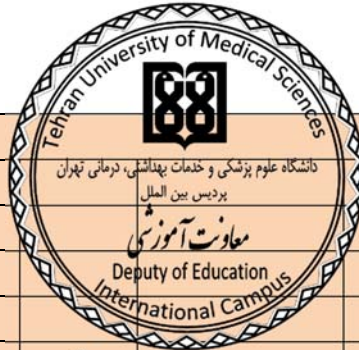 Tehran University of Medical Sciences
دانشگاه علوم پزشکی و خدمات بهداشتی، درمانی تهران
پردیس بین الملل
معاونت آموزشی
Deputy of Education
International Campus